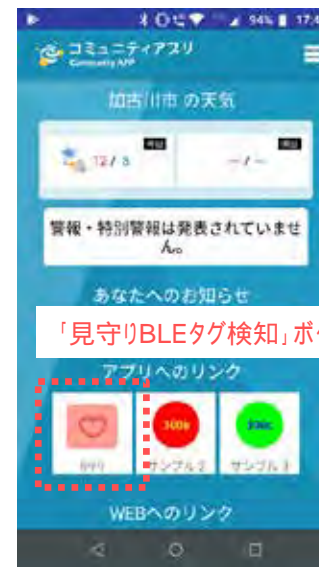 94% 17:4
コミュニティアプリ
Community APP
加古川市 の天気
12 /
- / -
警報・特別警報は発表されていませ
ん。
あなたへのお知らせ
「見守りBLEタグ検知」ボ
アプリへのリンク
サンプル2 サンプル3
WEBへのリンク